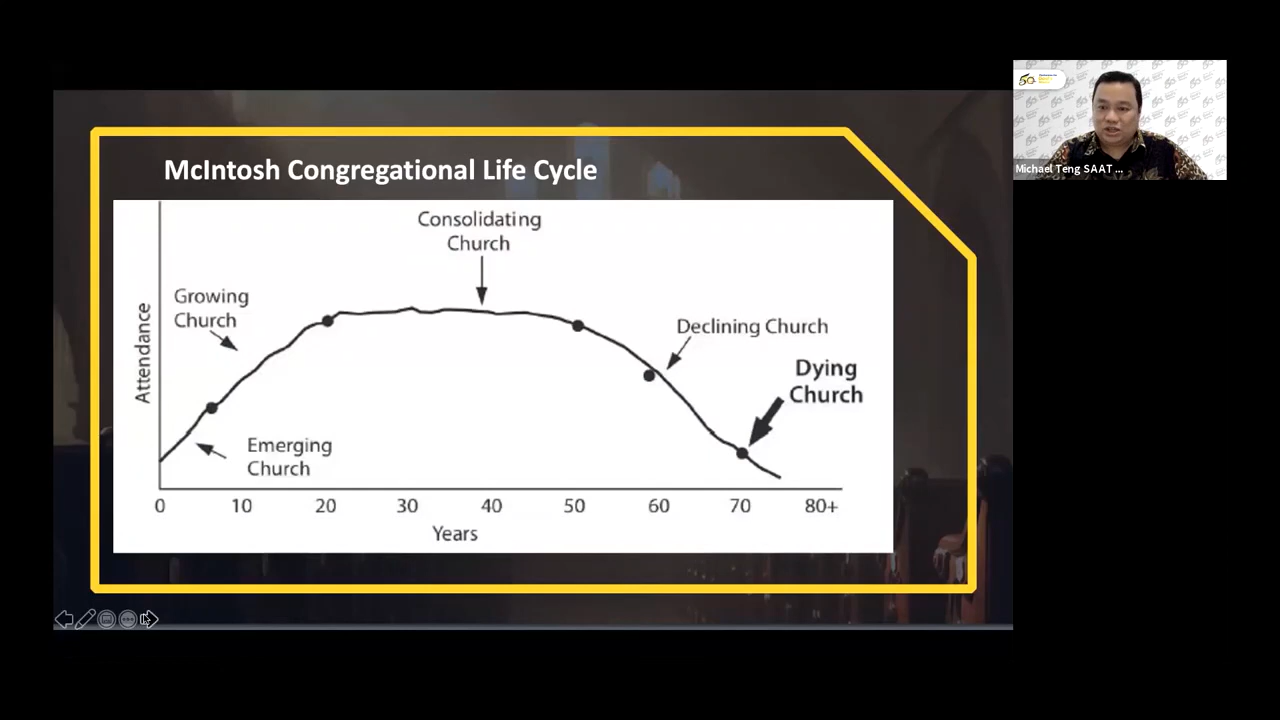 McIntosh Congregational Life Cycle
Consolidating
Church
Growing
Church
Declining Church
Dying
Church
Emerging
Church
Attendance
0 10 20 30 40 50 60 70 80+
Years
50
Michael Teng SAAT ...